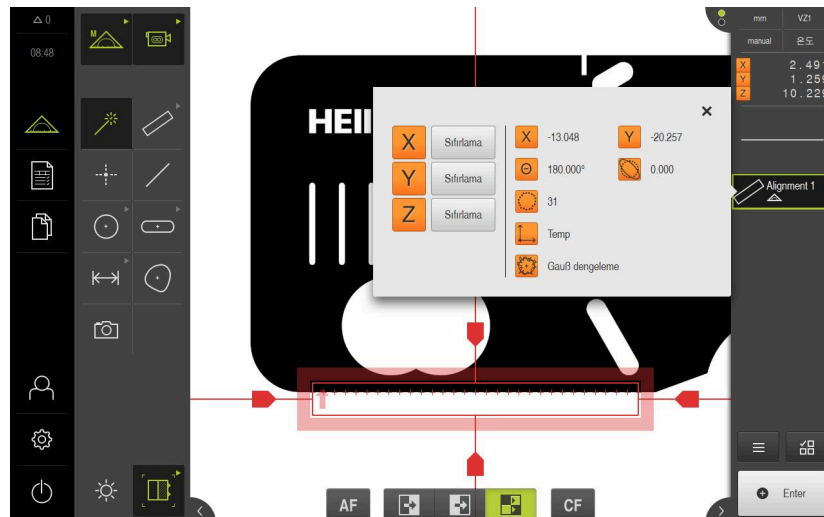 0
08:48
M
HEI
X
Sıfırlama
Y
Sıfırlama
Z
Sıfırlama
X
-13.048
Y
-20.257
Θ
180.000°
0.000
31
Temp
Gauß dengeleme
mm
VZ1
manual
온도
X
2.491
Y
1.259
Z
10.229
Alignment 1
AF
CF
Enter